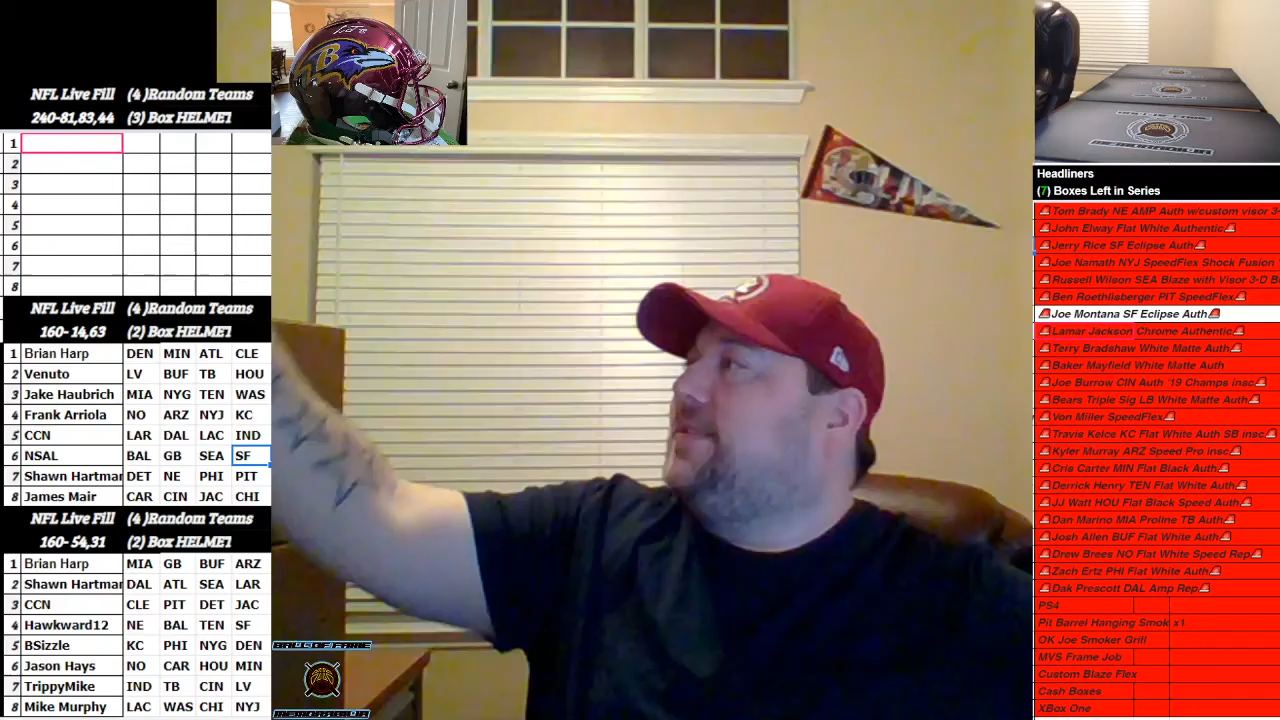 NFL Live Fill (4 )Random Teams
240-81,83,44 (3) Box HELMET
1
2
3
4
5
6
7
8
NFL Live Fill (4 )Random Teams
160- 14,63 (2) Box HELMET
1 Brian Harp DEN MIN ATL CLE
2 Venuto LV BUF TB HOU
3 Jake Haubrich MIA NYG TEN WAS
4 Frank Arriola NO ARZ NYJ KC
5 CCN LAR DAL LAC IND
6 NSAL BAL GB SEA SF
7 Shawn Hartmar DET NE PHI PIT
8 James Mair CAR CIN JAC CHI
NFL Live Fill (4 )Random Teams
160- 54,31 (2) Box HELMET
1 Brian Harp MIA GB BUF ARZ
2 Shawn Hartmar DAL ATL SEA LAR
3 CCN CLE PIT DET JAC
4 Hawkward12 NE BAL TEN SF
5 BSizzle KC PHI NYG DEN
6 Jason Hays NO CAR HOU MIN
7 TrippyMike IND TB CIN LV
8 Mike Murphy LAC WAS CHI NYJ
BALL OF FAME
MEMORABILIA
Headliners
(7) Boxes Left in Series
Tom Brady NE AMP Auth w/custom visor 3-
John Elway Flat White Authentic
Jerry Rice SF Eclipse Auth
Joe Namath NYJ SpeedFlex Shock Fusion
Russell Wilson SEA Blaze with Visor 3-D B
Ben Roethlisberger PIT SpeedFlex
Joe Montana SF Eclipse Auth
Lamar Jackson Chrome Authentic
Terry Bradshaw White Matte Auth
Baker Mayfield White Matte Auth
Joe Burrow CIN Auth '19 Champs insc
Bears Triple Sig LB White Matte Auth
Von Miller SpeedFlex
Travis Kelce KC Flat White Auth SB insc
Kyler Murray ARZ Speed Pro insc
Cris Carter MIN Flat Black Auth
Derrick Henry TEN Flat White Auth
JJ Watt HOU Flat Black Speed Auth
Dan Marino MIA Proline TB Auth
Josh Allen BUF Flat White Auth
Drew Brees NO Flat White Speed Rep
Zach Ertz PHI Flat White Auth
Dak Prescott DAL Amp Rep
PS4
Pit Barrel Hanging Smok x1
OK Joe Smoker Grill
MVS Frame Job
Custom Blaze Flex
Cash Boxes
XBox One